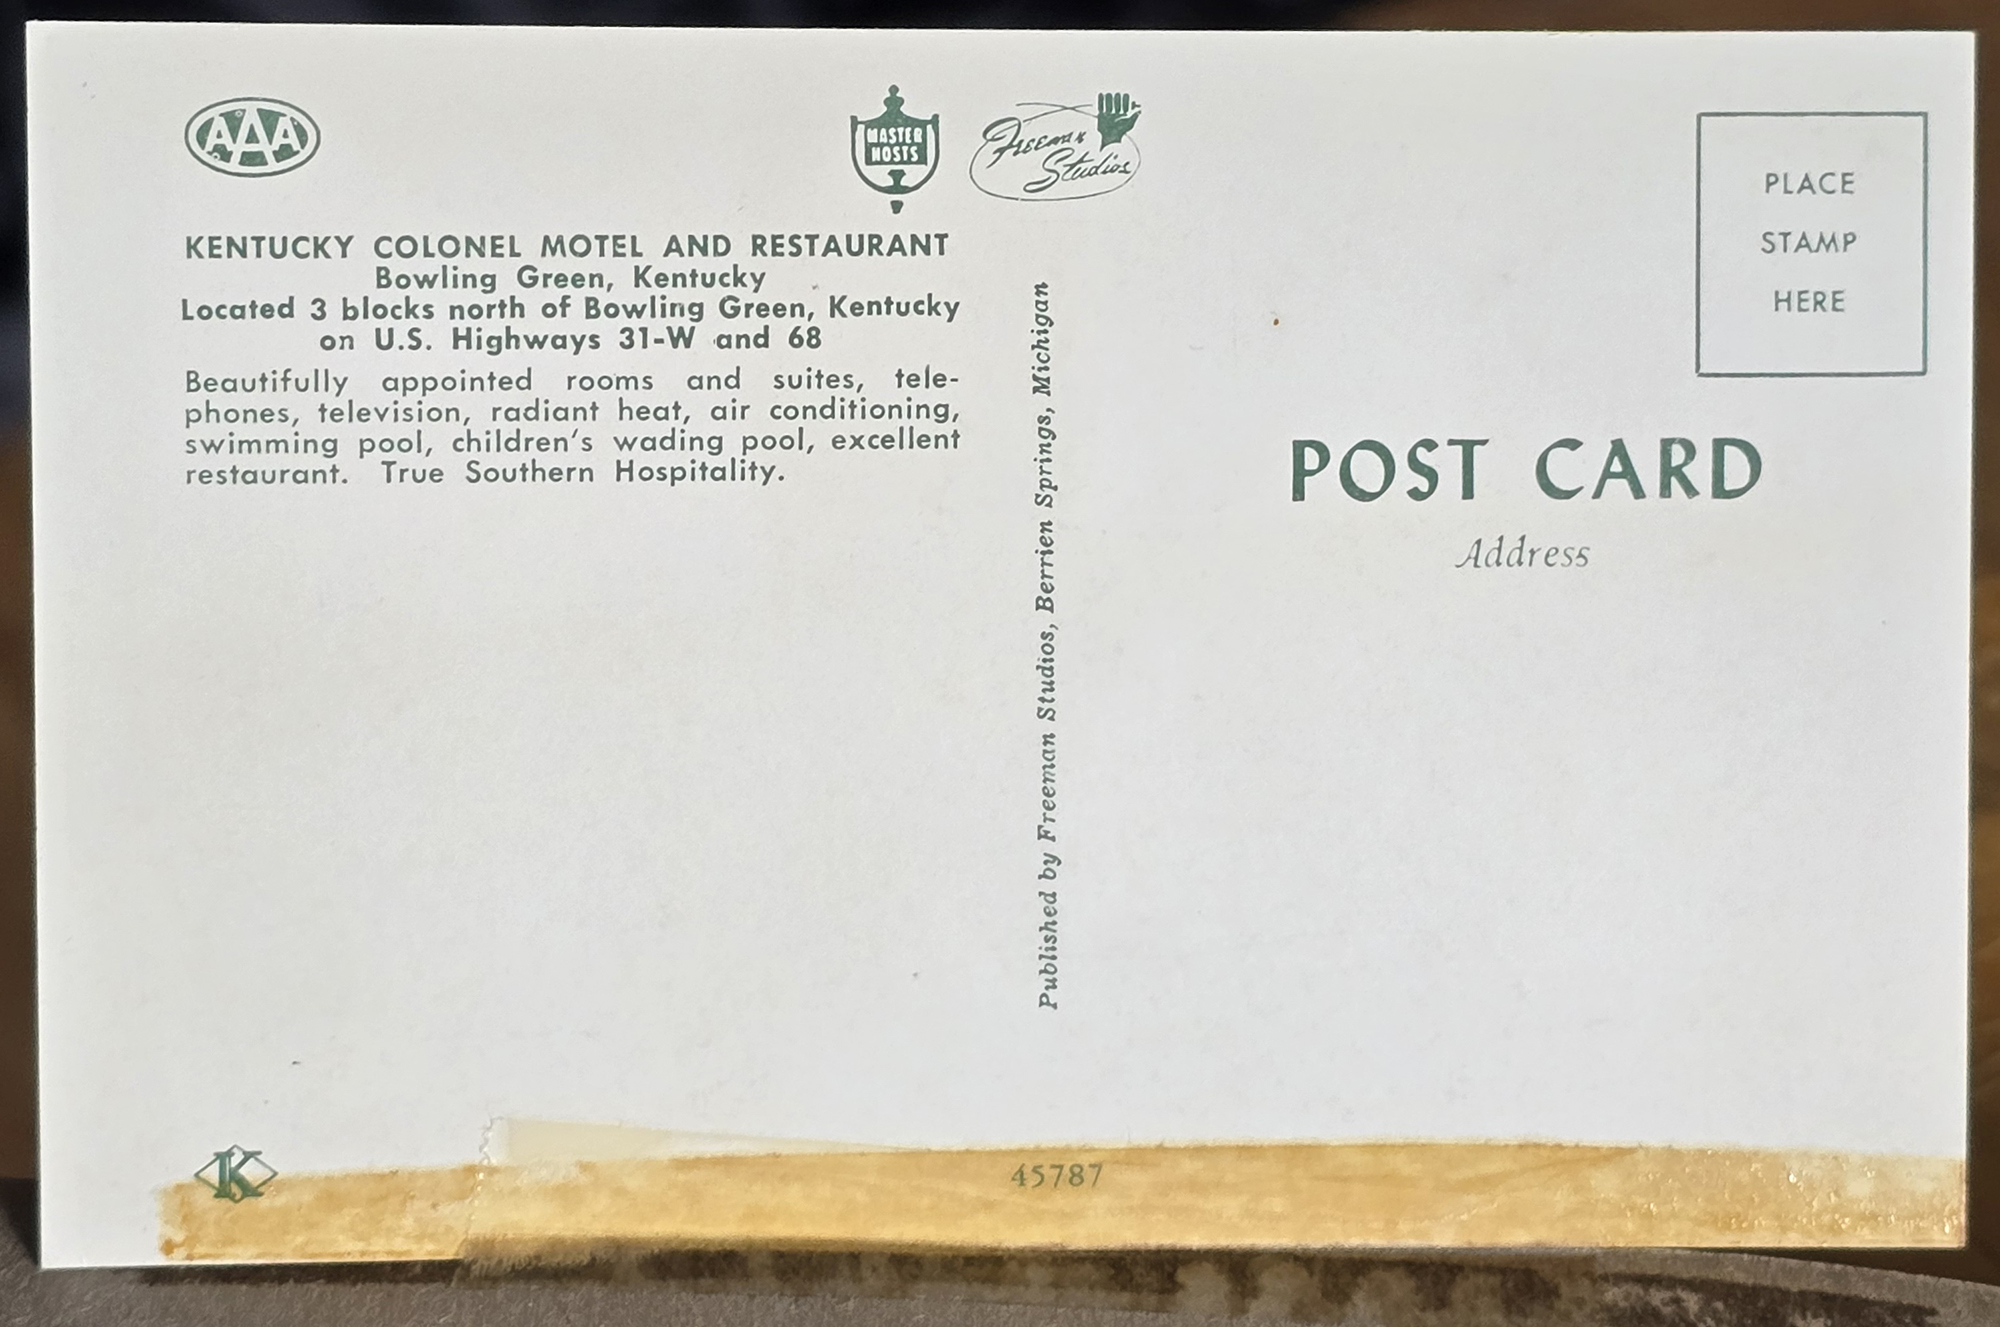 AAA
MASTER
HOSTS
Freeman
Studios
KENTUCKY COLONEL MOTEL AND RESTAURANT
Bowling Green, Kentucky
Located 3 blocks north of Bowling Green, Kentucky
on U.S. Highways 31-W and 68
Beautifully appointed rooms and suites, tele-
phones, television, radiant heat, air conditioning,
swimming pool, children's wading pool, excellent
restaurant. True Southern Hospitality.
Published by Freeman Studios, Berrien Springs, Michigan
PLACE
STAMP
HERE
POST CARD
Address
K
45787